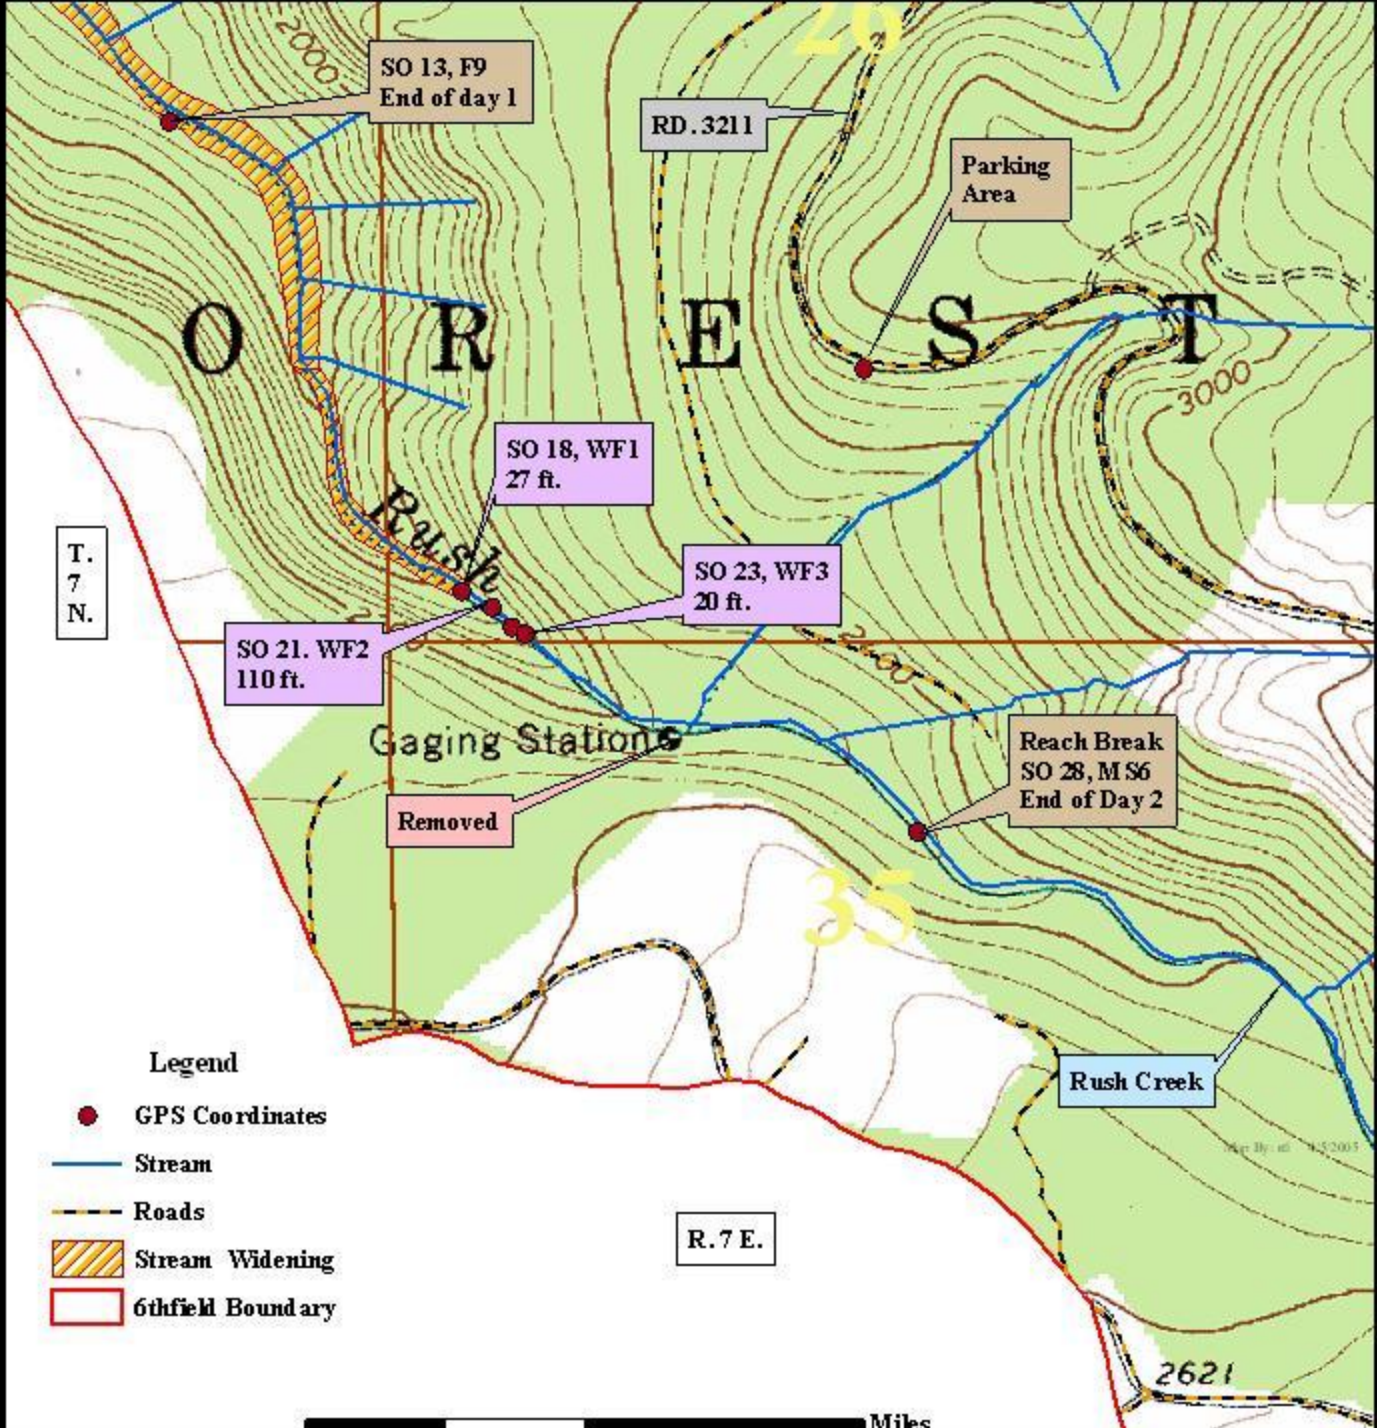 26
2000
SO 13, F9
End of day 1
RD. 3211
Parking
Area
O R E S T
3000
SO 18, WF1
27 ft.
Rush
T.
7
N.
SO 23, WF3
20 ft.
SO 21. WF2
110 ft.
Gaging Station
Reach Break
SO 28, MS6
End of Day 2
Removed
35
Legend
Rush Creek
GPS Coordinates
Stream
Roads
R. 7 E.
Stream Widening
6thfield Boundary
2621
Miles